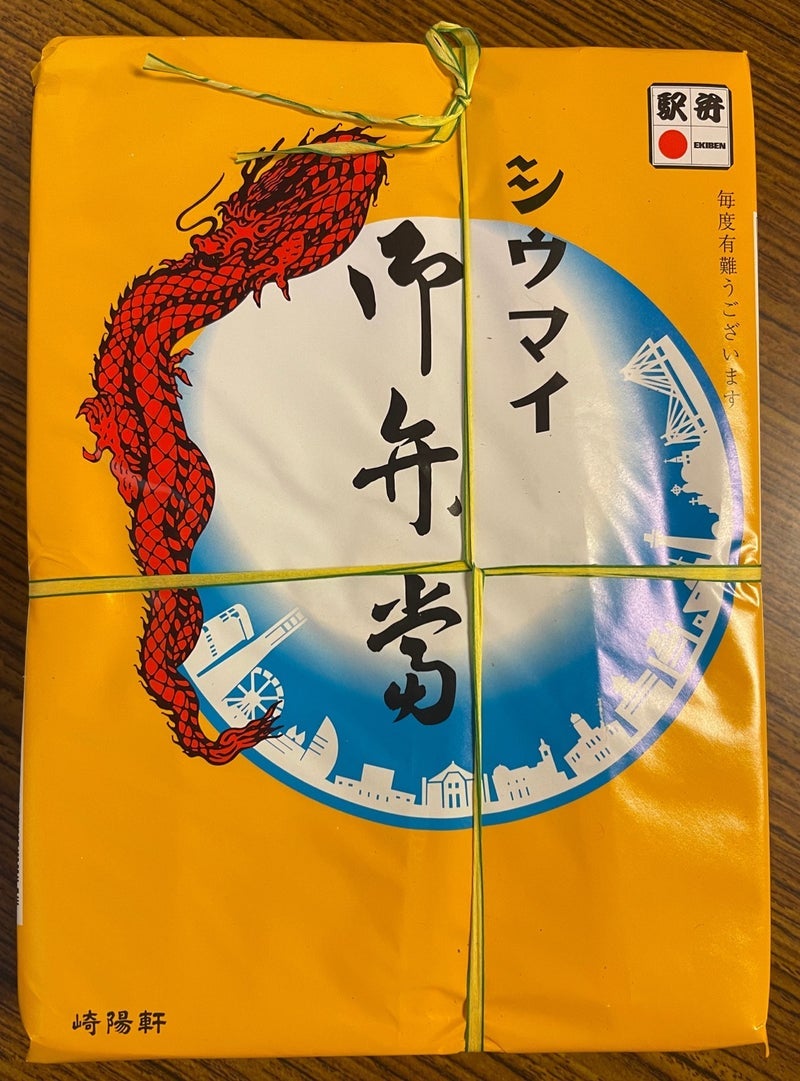 シウマイ
御弁當
駅弁
EKIBEN
毎度有難うございます
崎陽軒